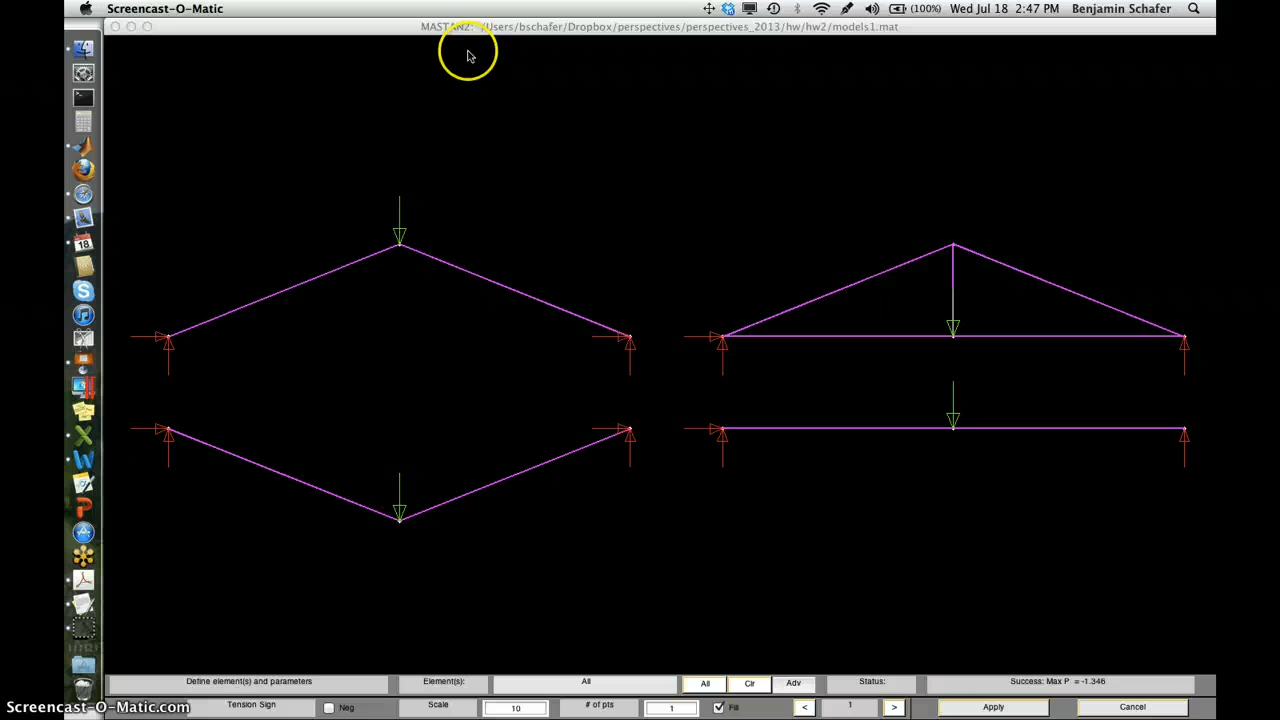 Screencast-O-Matic
(100%) Wed Jul 18 2:47 PM Benjamin Schafer
MASTAN2: /Users/bschafer/Dropbox/perspectives/perspectives_2013/hw/hw2/models1.mat
18
Define element(s) and parameters Element(s): All All Clr Adv Status: Success: Max P = -1.346
Tension Sign Neg Scale 10 # of pts 1 Fill < 1 > Apply Cancel
Screencast-O-Matic.com